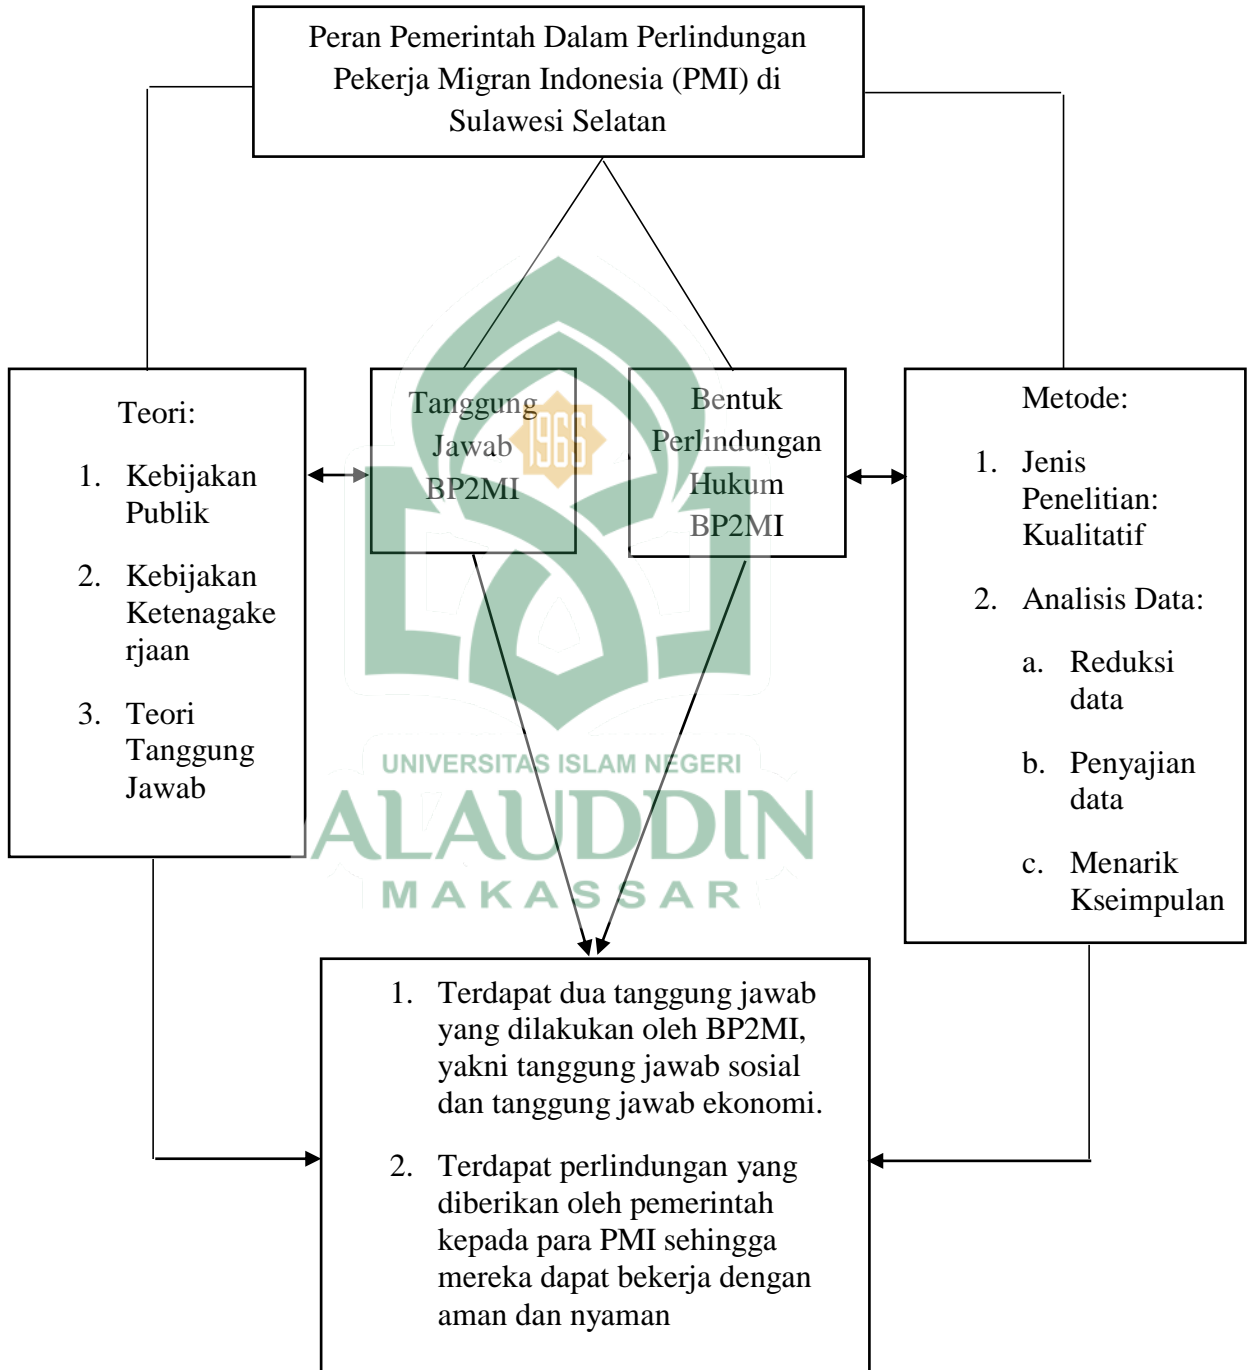 Peran Pemerintah Dalam Perlindungan
Pekerja Migran Indonesia (PMI) di
Sulawesi Selatan
Teori:
1. Kebijakan
Publik
2. Kebijakan
Ketenagake
rjaan
3. Teori
Tanggung
Jawab
Tanggung
Jawab
BP2MI
Bentuk
Perlindungan
Hukum
BP2MI
Metode:
1. Jenis
Penelitian:
Kualitatif
2. Analisis Data:
a. Reduksi
data
b. Penyajian
data
c. Menarik
Kseimpulan
1965
UNIVERSITAS ISLAM NEGERI
ALAUDDIN
MAKASSAR
1. Terdapat dua tanggung jawab
yang dilakukan oleh BP2MI,
yakni tanggung jawab sosial
dan tanggung jawab ekonomi.
2. Terdapat perlindungan yang
diberikan oleh pemerintah
kepada para PMI sehingga
mereka dapat bekerja dengan
aman dan nyaman